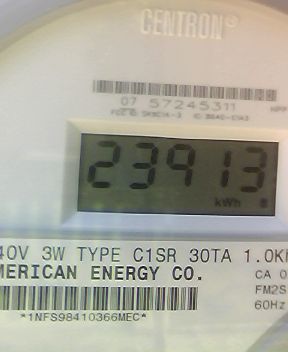 CENTRON®
07 57245311
23913
kWh
40V 3W TYPE C1SR 30TA 1.0K
MERICAN ENERGY CO.
CA 0
FM2S
60Hz
*1NFS98410366MEC*